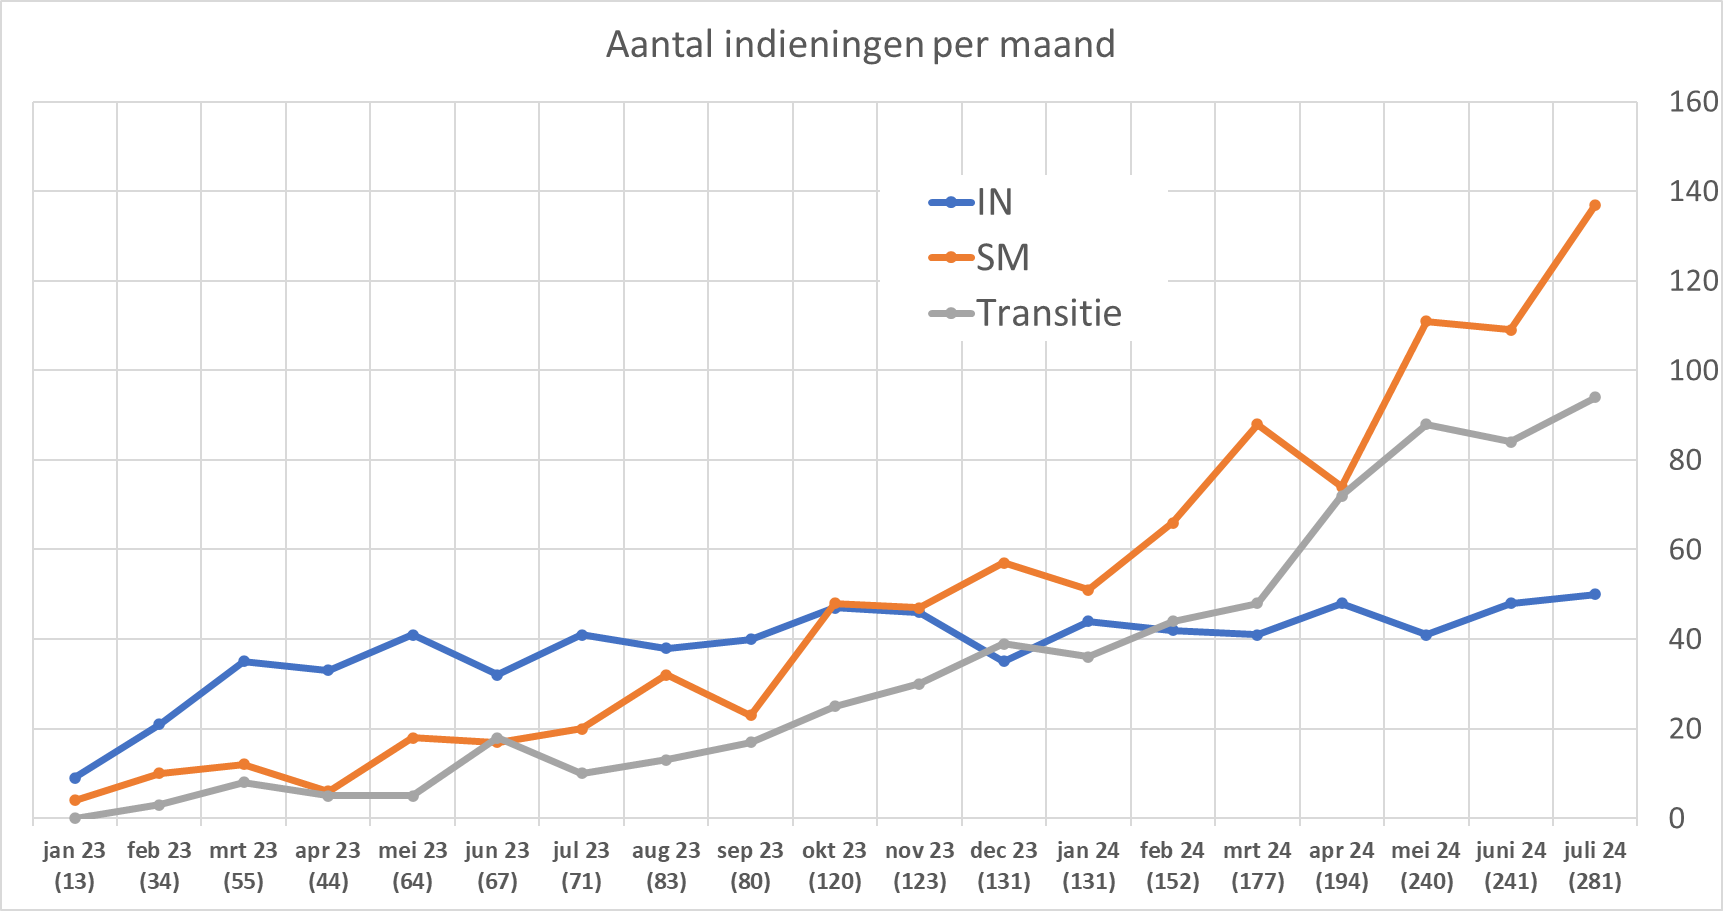 Aantal indieningen per maand
160
140
120
100
80
60
40
20
0
IN
SM
Transitie
jan 23 feb 23 mrt 23 apr 23 mei 23 jun 23 jul 23 aug 23 sep 23 okt 23 nov 23 dec 23 jan 24 feb 24 mrt 24 apr 24 mei 24 juni 24 juli 24
(13) (34) (55) (44) (64) (67) (71) (83) (80) (120) (123) (131) (131) (152) (177) (194) (240) (241) (281)